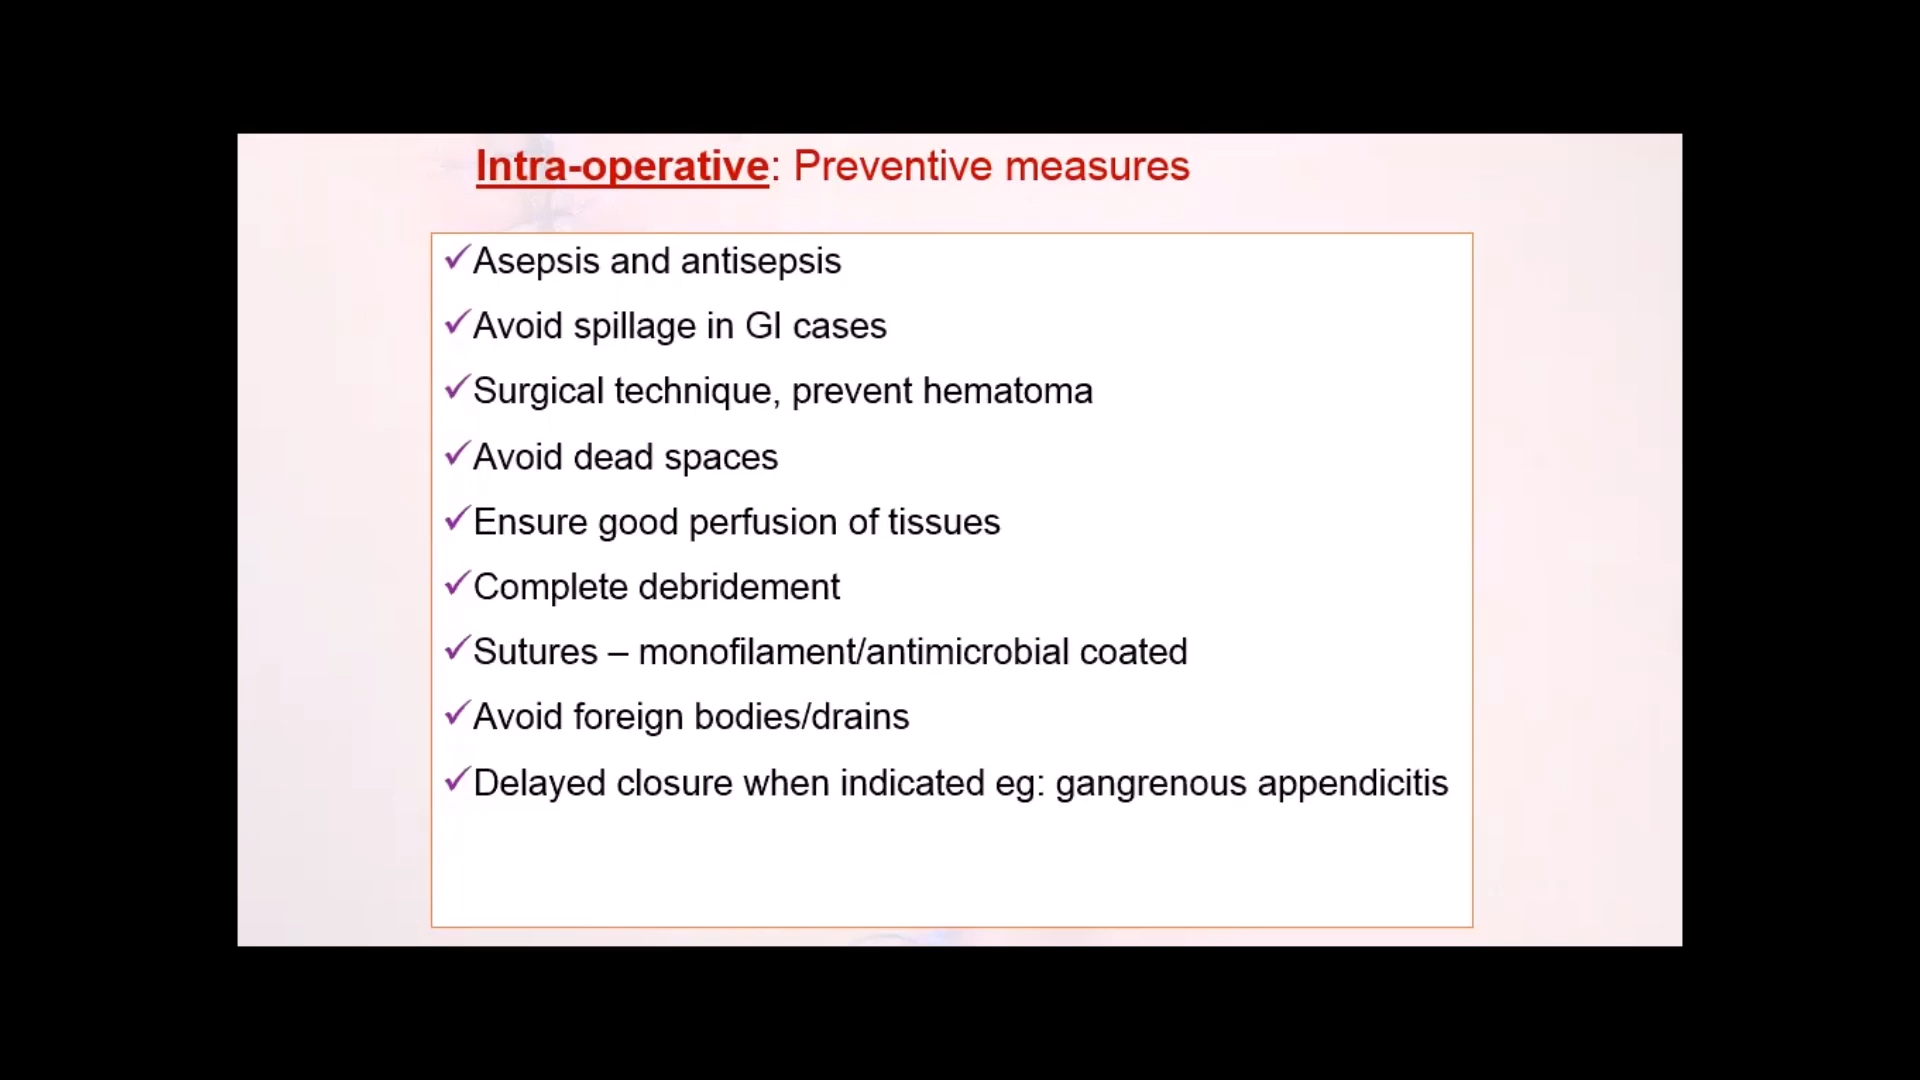 Intra-operative: Preventive measures
✓Asepsis and antisepsis
✓Avoid spillage in GI cases
✓Surgical technique, prevent hematoma
✓Avoid dead spaces
✓Ensure good perfusion of tissues
✓Complete debridement
✓Sutures – monofilament/antimicrobial coated
✓Avoid foreign bodies/drains
✓Delayed closure when indicated eg: gangrenous appendicitis